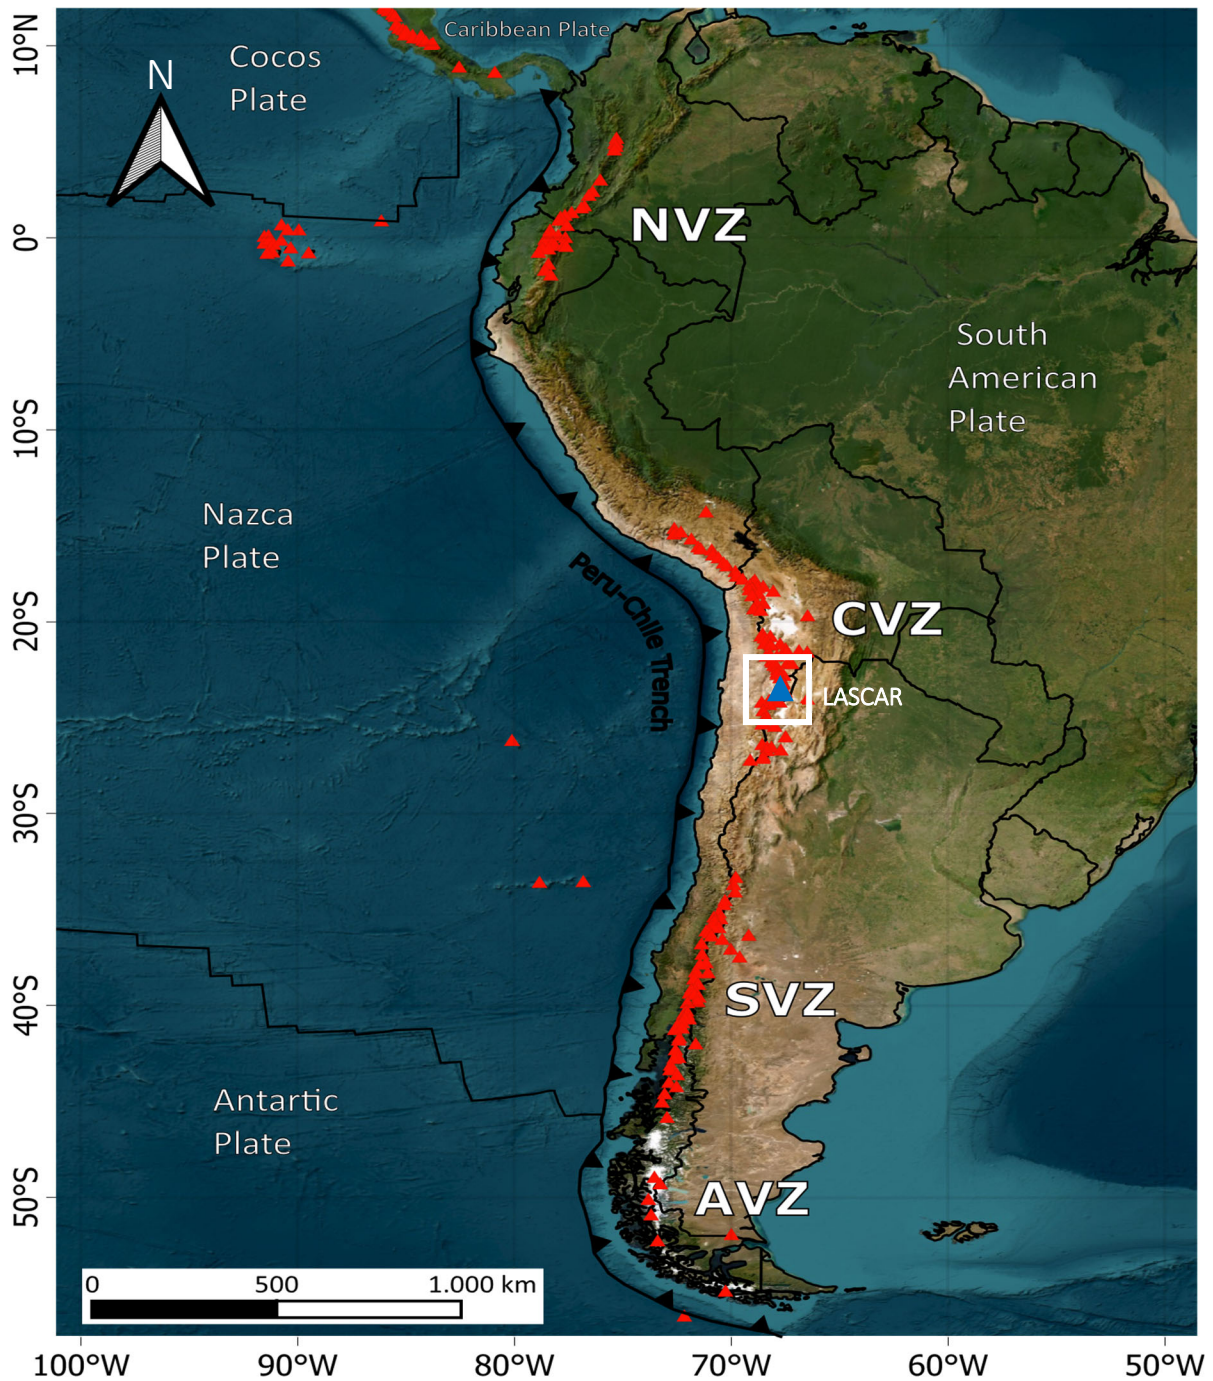 10°N
0°
10°S
20°S
30°S
40°S
50°S
Caribbean Plate
Cocos
Plate
N
NVZ
South
American
Plate
Nazca
Plate
Peru-Chile Trench
CVZ
LASCAR
SVZ
Antartic
Plate
AVZ
0 500 1.000 km
100°W 90°W 80°W 70°W 60°W 50°W